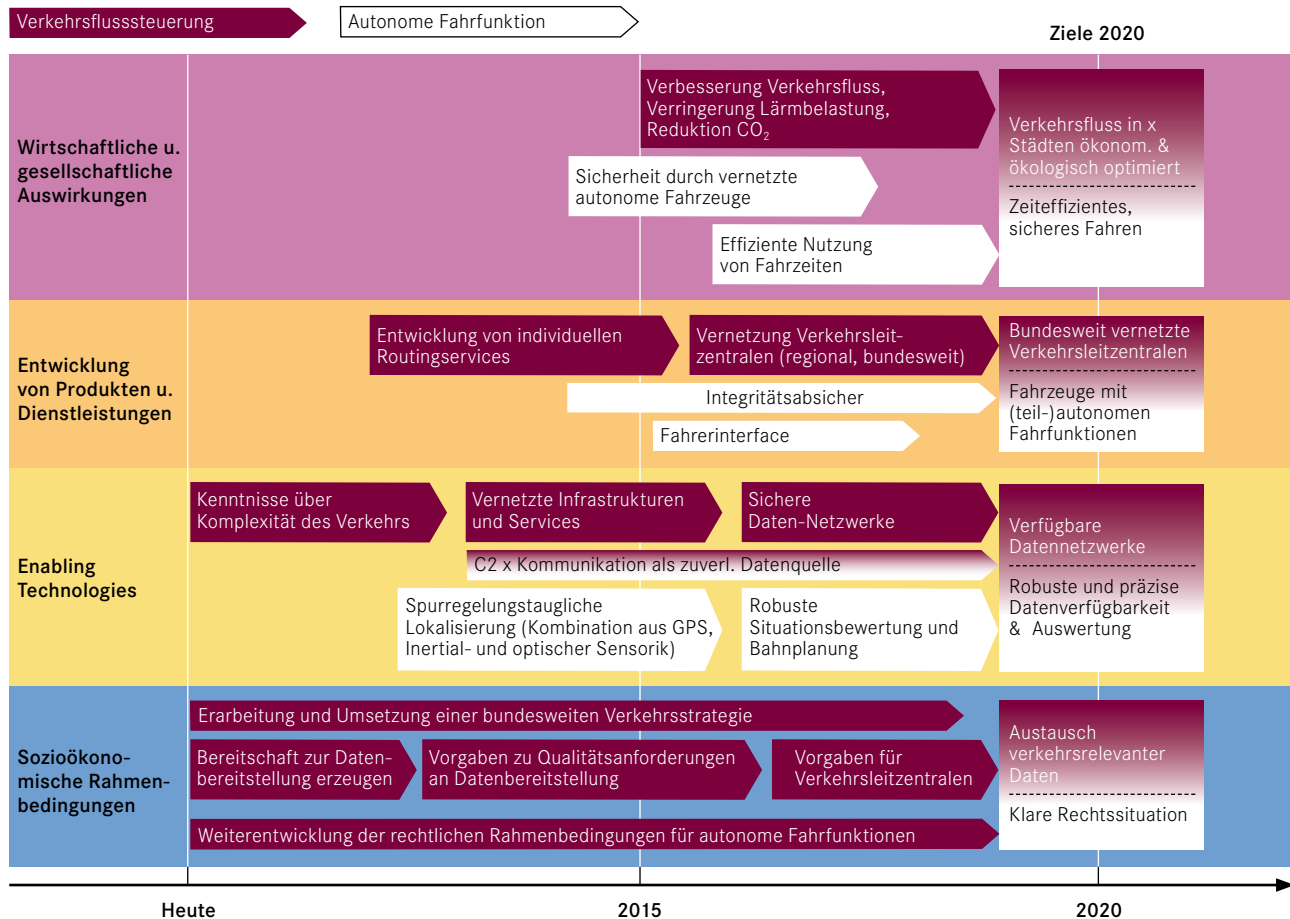 Verkehrsflusssteuerung
Autonome Fahrfunktion
Ziele 2020
Wirtschaftliche u.
gesellschaftliche
Auswirkungen
Verbesserung Verkehrsfluss,
Verringerung Lärmbelastung,
Reduktion CO₂
Sicherheit durch vernetzte
autonome Fahrzeuge
Effiziente Nutzung
von Fahrzeiten
Verkehrsfluss in x
Städten ökonom. &
ökologisch optimiert
Zeiteffizientes,
sicheres Fahren
Entwicklung
von Produkten u.
Dienstleistungen
Entwicklung von individuellen
Routingservices
Vernetzung Verkehrsleit-
zentralen (regional, bundesweit)
Integritätsabsicher
Fahrerinterface
Bundesweit vernetzte
Verkehrsleitzentralen
Fahrzeuge mit
(teil-)autonomen
Fahrfunktionen
Enabling
Technologies
Kenntnisse über
Komplexität des Verkehrs
Vernetzte Infrastrukturen
und Services
Sichere
Daten-Netzwerke
C2 x Kommunikation als zuverl. Datenquelle
Spurregelungstaugliche
Lokalisierung (Kombination aus GPS,
Inertial- und optischer Sensorik)
Robuste
Situationsbewertung und
Bahnplanung
Verfügbare
Datennetzwerke
Robuste und präzise
Datenverfügbarkeit
& Auswertung
Sozioökono-
mische Rahmen-
bedingungen
Erarbeitung und Umsetzung einer bundesweiten Verkehrsstrategie
Bereitschaft zur Daten-
bereitstellung erzeugen
Vorgaben zu Qualitätsanforderungen
an Datenbereitstellung
Vorgaben für
Verkehrsleitzentralen
Weiterentwicklung der rechtlichen Rahmenbedingungen für autonome Fahrfunktionen
Austausch
verkehrsrelevanter
Daten
Klare Rechtssituation
Heute
2015
2020